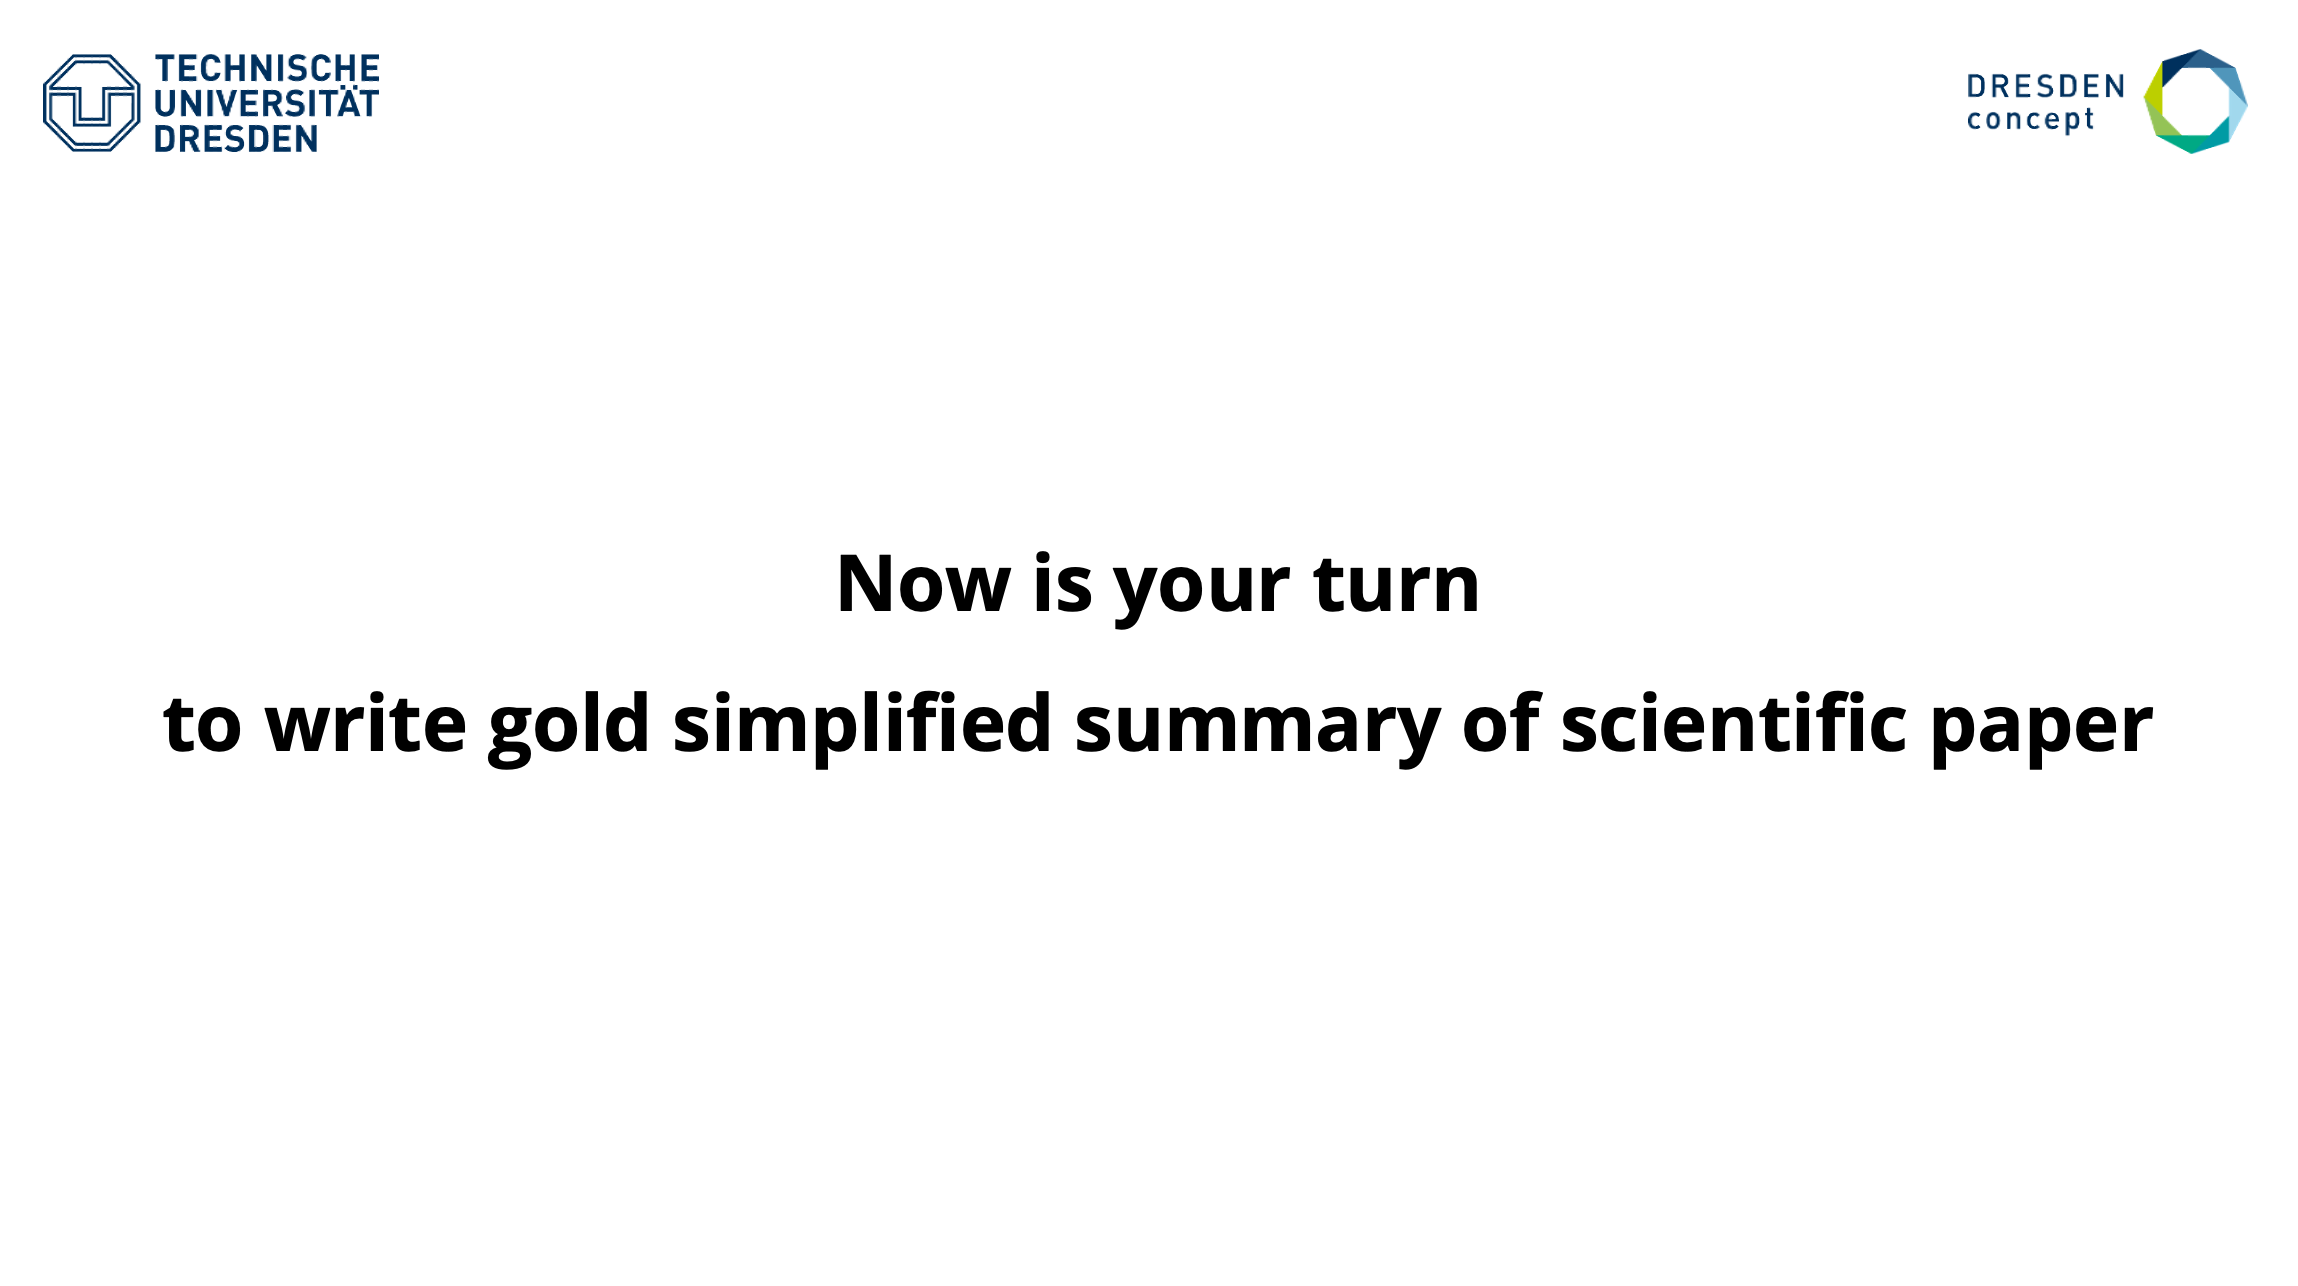 TECHNISCHE
UNIVERSITÄT
DRESDEN
DRESDEN
concept
Now is your turn
to write gold simplified summary of scientific paper